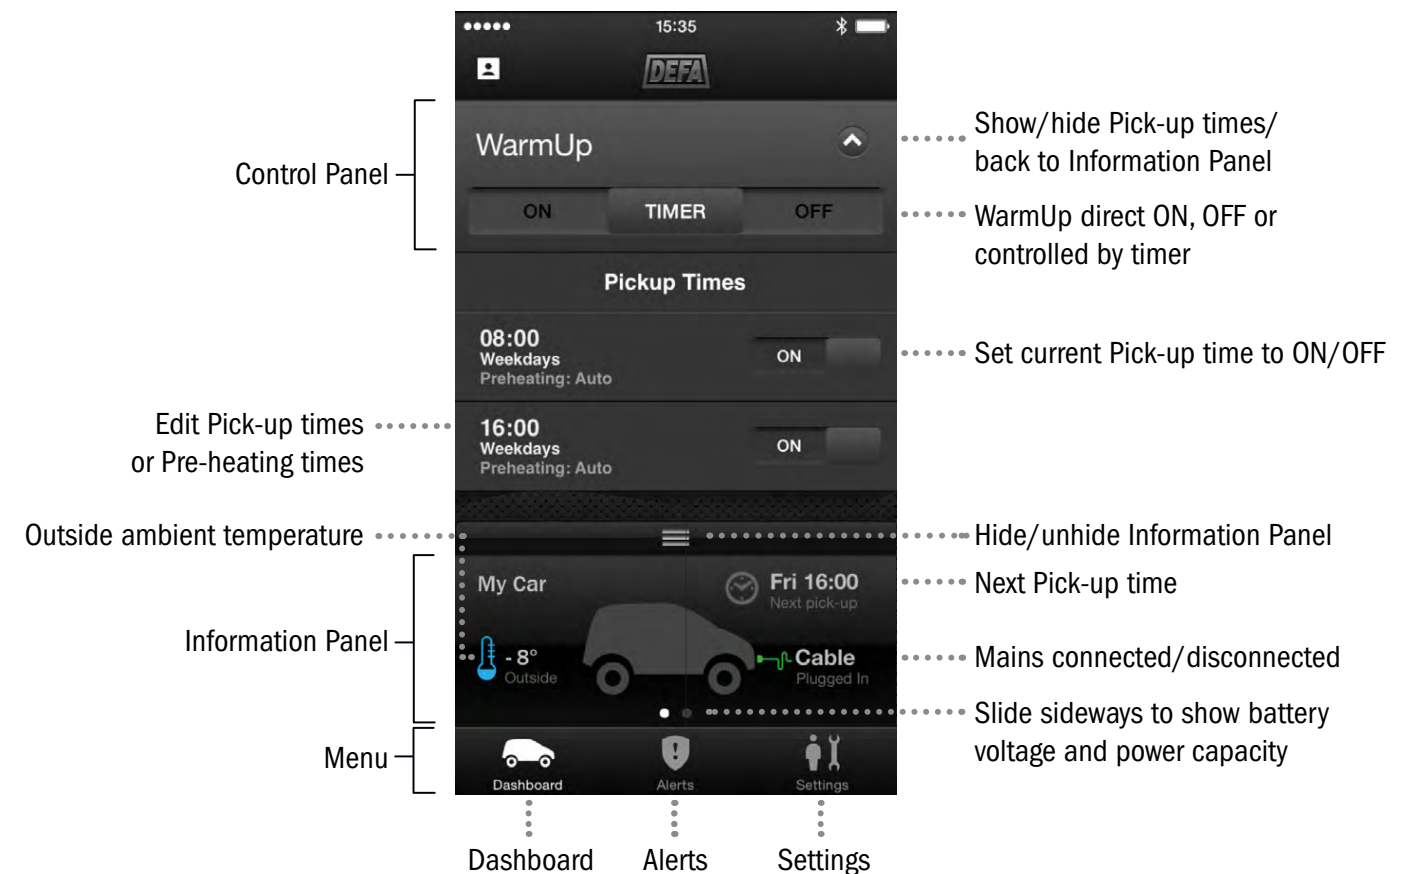 15:35
DEFA
Control Panel
WarmUp
Show/hide Pick-up times/
back to Information Panel
ON
TIMER
OFF
WarmUp direct ON, OFF or
controlled by timer
Pickup Times
08:00
Weekdays
Preheating: Auto
ON
Set current Pick-up time to ON/OFF
Edit Pick-up times
or Pre-heating times
16:00
Weekdays
Preheating: Auto
ON
Outside ambient temperature
Hide/unhide Information Panel
Information Panel
My Car
Fri 16:00
Next pick-up
Next Pick-up time
- 8°
Outside
Cable
Plugged In
Mains connected/disconnected
Slide sideways to show battery
voltage and power capacity
Menu
Dashboard
Alerts
Settings
Dashboard
Alerts
Settings